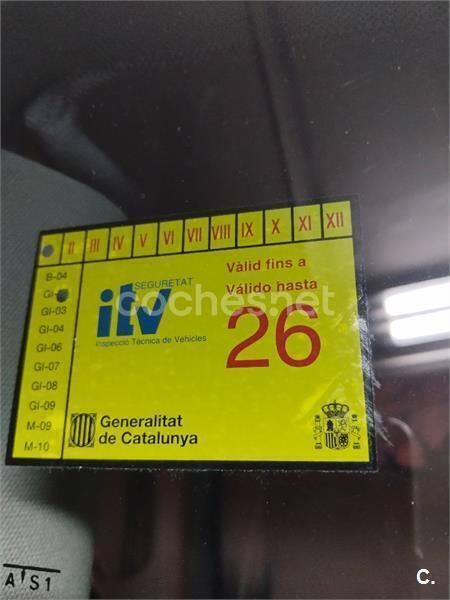 II III IV V VI VII VIII IX X XI XII
B-04
GI-03
GI-04
GI-06
GI-07
GI-08
GI-09
M-09
M-10
SEGURETAT
itv
Inspecció Tècnica de Vehicles
Vàlid fins a
Válido hasta
26
Generalitat
de Catalunya
coches.net
A S1
C.